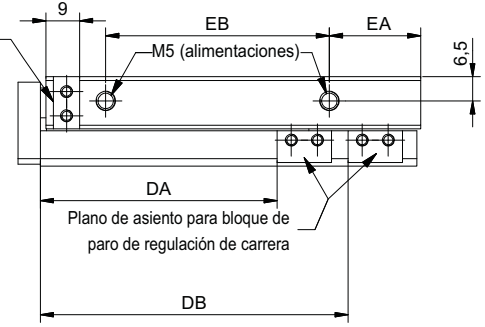 9
EB
EA
M5 (alimentaciones)
6,5
DA
Plano de asiento para bloque de
paro de regulación de carrera
DB